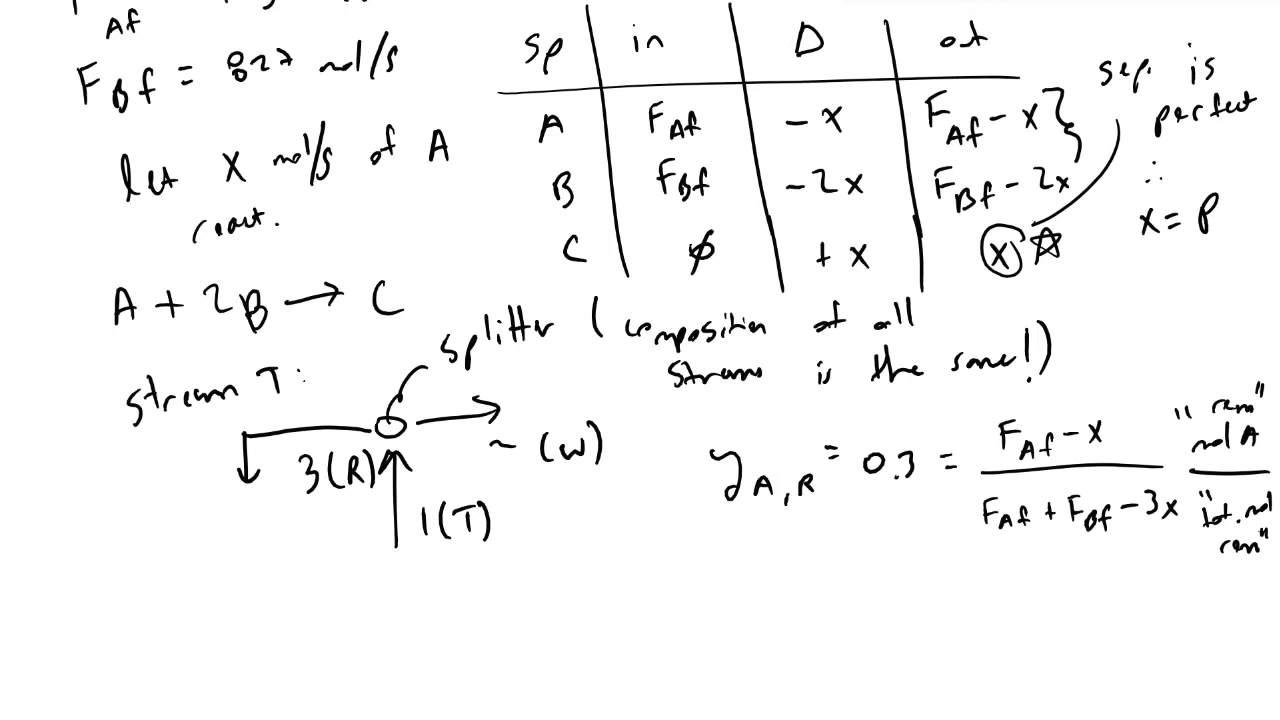 Af
F_Bf = 827 mol/s
let x mol/s of A
react.
A + 2B → C
stream T:
sp | in | D | out
A | F_Af | - x | F_Af - x
B | F_Bf | - 2x | F_Bf - 2x
C | ∅ | + x | x ☆
sep. is
perfect
∴
x = P
splitter (composition of all
streams is the same!)
~ (W)
3(R)
1(T)
y_A,R = 0.3 = (F_Af - x) / (F_Af + F_Bf - 3x)
"rem"
mol A
"tot. mol
rem"